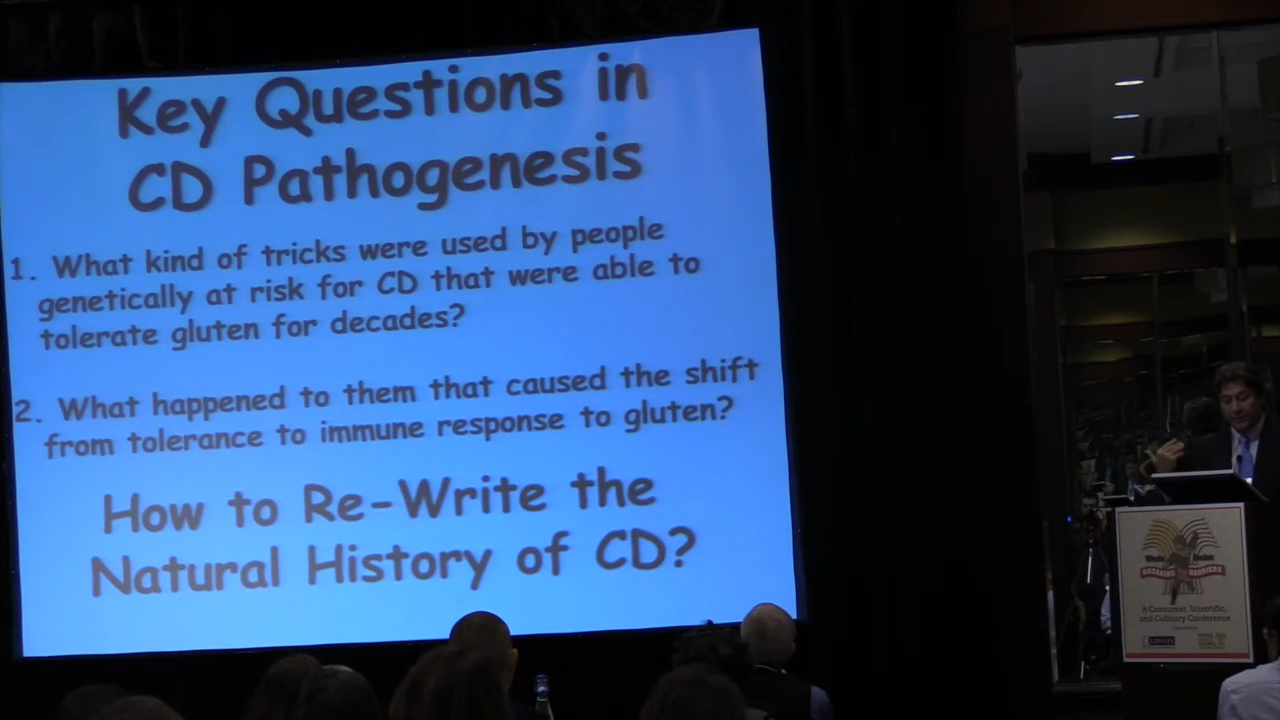 Key Questions in
CD Pathogenesis
1. What kind of tricks were used by people
genetically at risk for CD that were able to
tolerate gluten for decades?
2. What happened to them that caused the shift
from tolerance to immune response to gluten?
How to Re-Write the
Natural History of CD?
BREAKING BARRIERS
A Consumer, Scientific,
and Culinary Conference